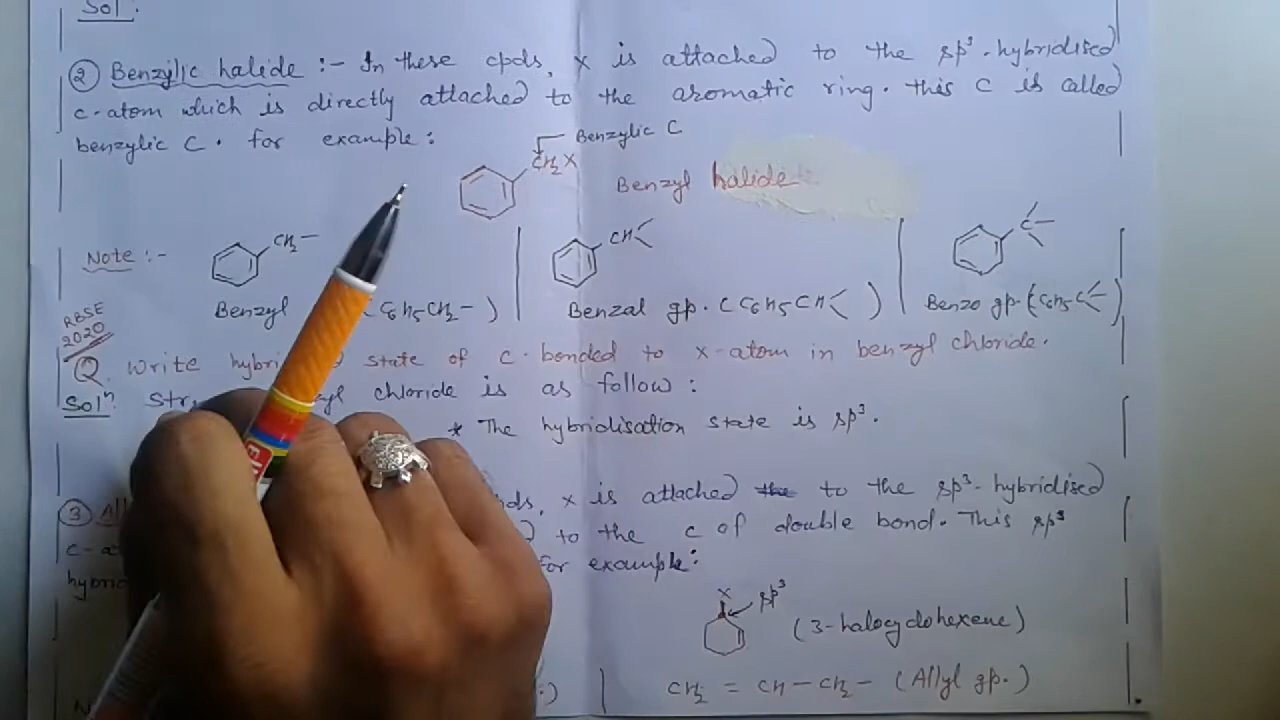 Sol.
② Benzylic halide :- In these cpds, X is attached to the sp³-hybridised
c-atom which is directly attached to the aromatic ring. this C is called
benzylic C. for example:
Benzylic C
CH₂X
Benzyl halide
Note :-
CH₂—
CH
C
Benzyl (C₆H₅CH₂-)
Benzal gp. (C₆H₅CH<)
Benzo gp. (C₆H₅C
RBSE
2020
Q. Write state of C-bonded to X-atom in benzyl chloride.
Solⁿ. chloride is as follow:
* The hybridisation state is sp³.
③ X is attached to the sp³-hybridised
to the c of double bond. This sp³
for example:
X
sp³
(3-halocyclohexene)
CH₂ = CH — CH₂ — (Allyl gp.)